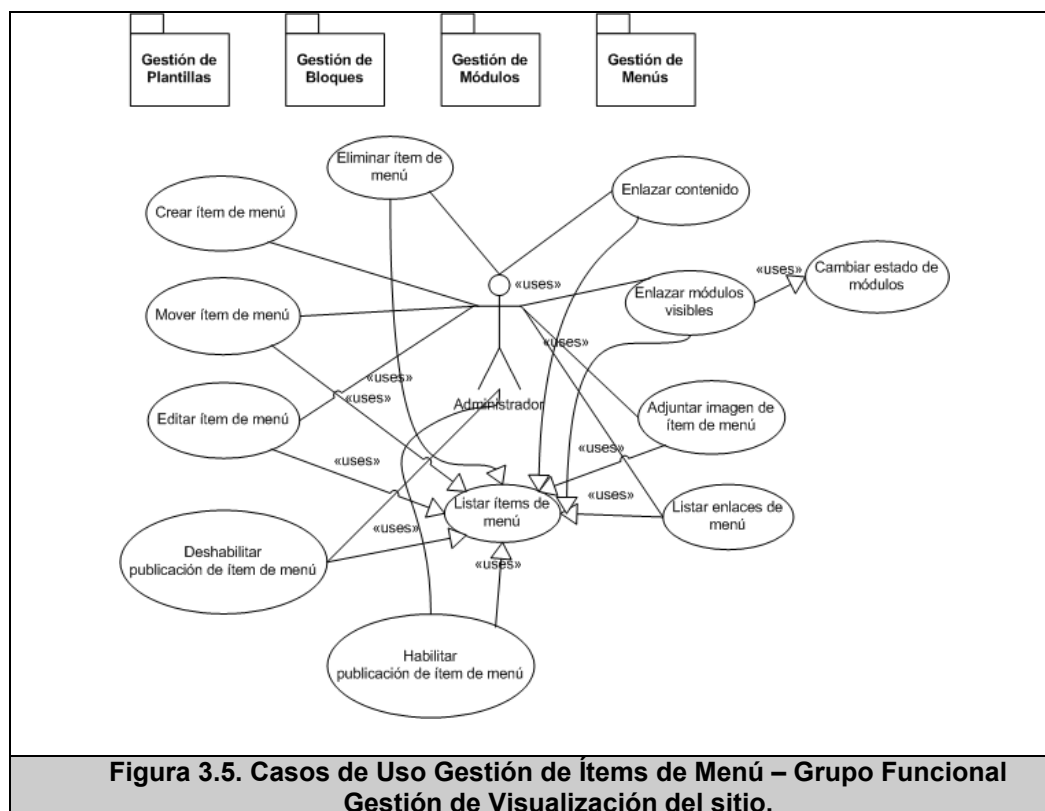 Gestión de
Plantillas
Gestión de
Bloques
Gestión de
Módulos
Gestión de
Menús
Eliminar ítem de
menú
Enlazar contenido
Crear ítem de menú
«uses»
Cambiar estado de
módulos
«uses»
Enlazar módulos
visibles
Mover ítem de menú
«uses»
«uses»
«uses»
Administrador
Editar ítem de menú
Adjuntar imagen de
ítem de menú
«uses»
«uses»
«uses»
Listar ítems de
menú
Listar enlaces de
menú
«uses»
Deshabilitar
publicación de ítem de menú
«uses»
Habilitar
publicación de ítem de menú
Figura 3.5. Casos de Uso Gestión de Ítems de Menú – Grupo Funcional
Gestión de Visualización del sitio.